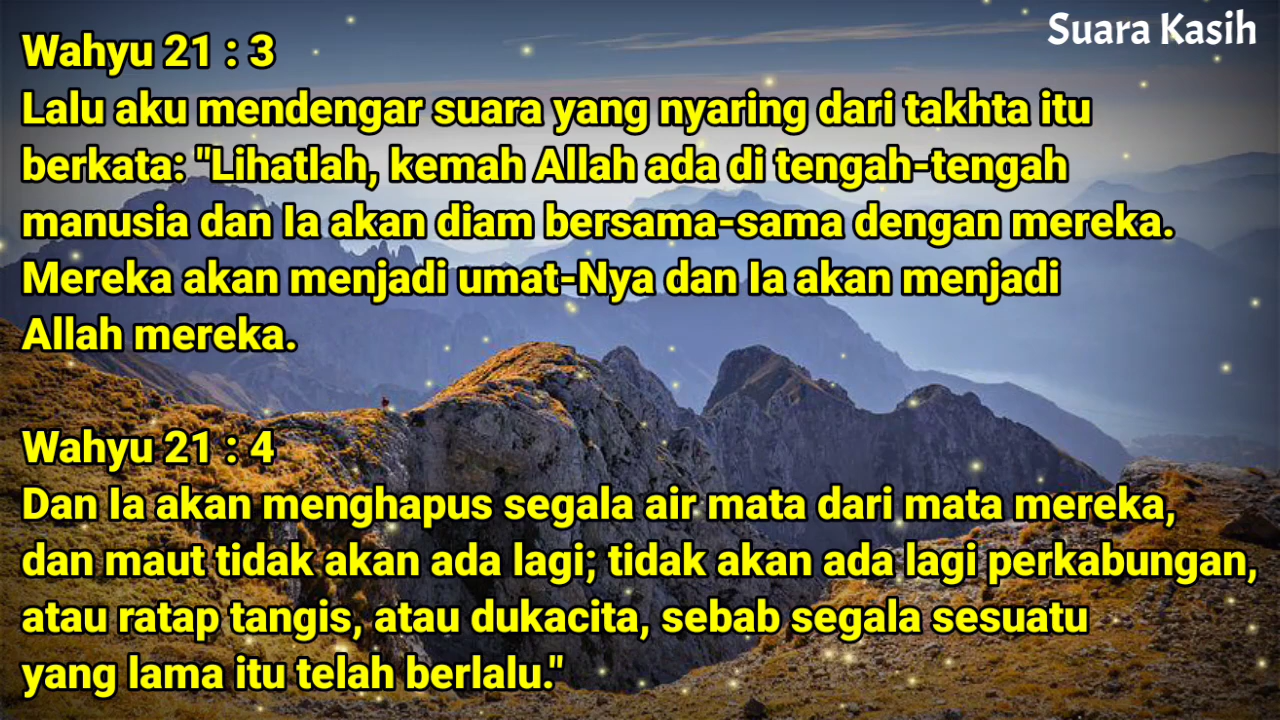 Suara Kasih
Wahyu 21 : 3
Lalu aku mendengar suara yang nyaring dari takhta itu
berkata: "Lihatlah, kemah Allah ada di tengah-tengah
manusia dan Ia akan diam bersama-sama dengan mereka.
Mereka akan menjadi umat-Nya dan Ia akan menjadi
Allah mereka.
Wahyu 21 : 4
Dan Ia akan menghapus segala air mata dari mata mereka,
dan maut tidak akan ada lagi; tidak akan ada lagi perkabungan,
atau ratap tangis, atau dukacita, sebab segala sesuatu
yang lama itu telah berlalu."